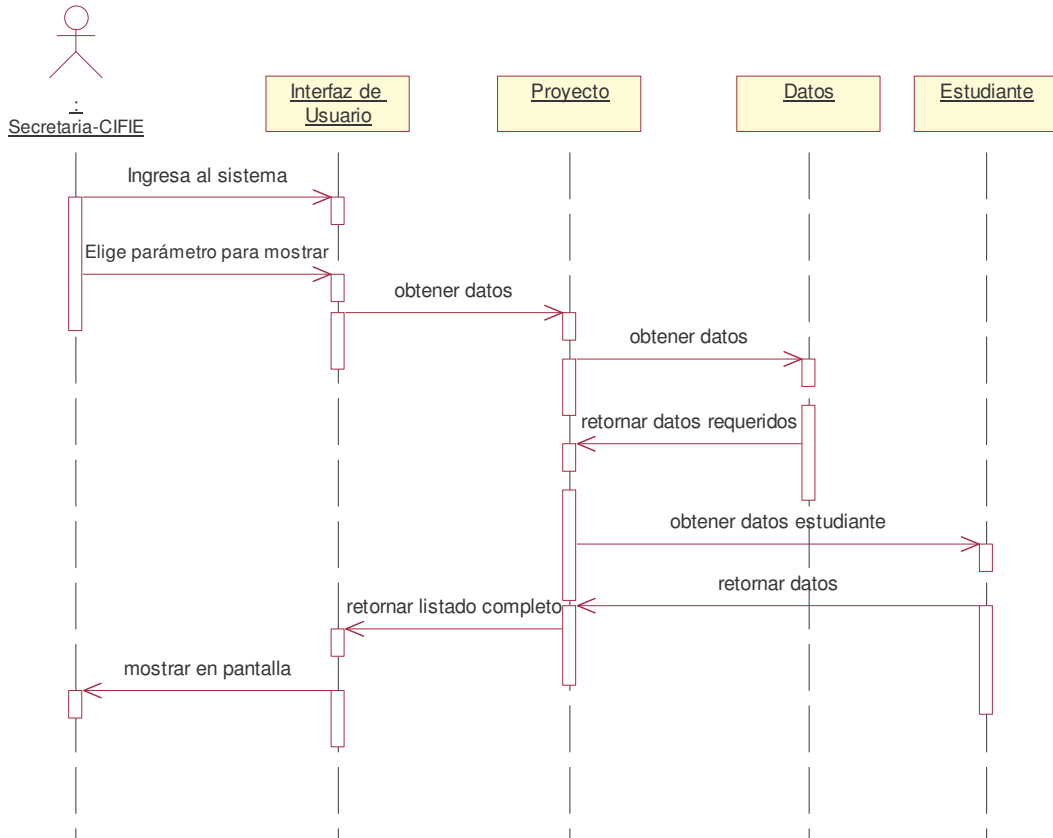 :
Secretaria-CIFIE
Interfaz de
Usuario
Proyecto
Datos
Estudiante
Ingresa al sistema
Elige parámetro para mostrar
obtener datos
obtener datos
retornar datos requeridos
obtener datos estudiante
retornar datos
retornar listado completo
mostrar en pantalla